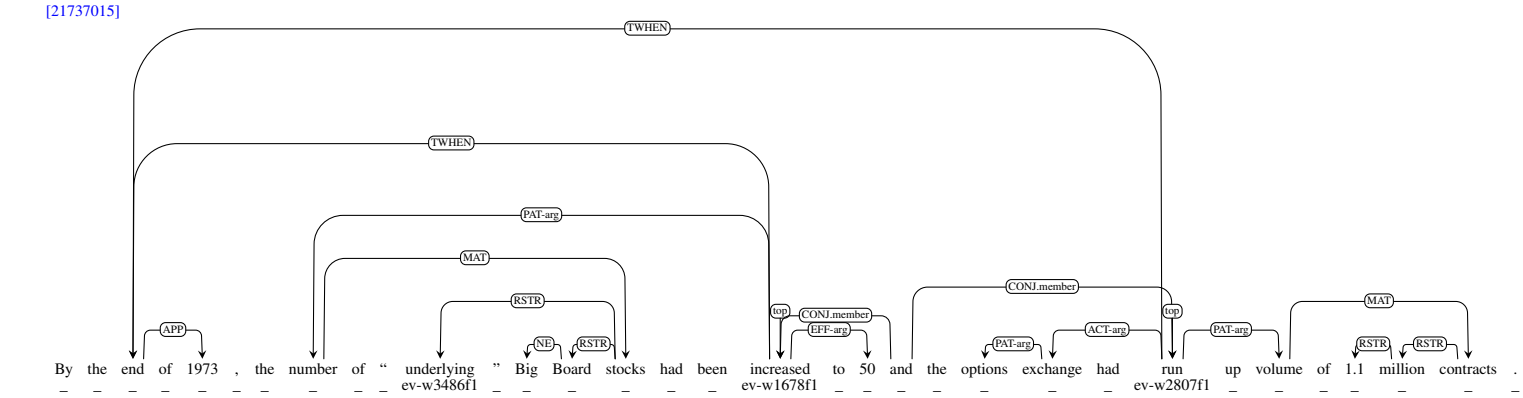 [21737015]
TWHEN
TWHEN
PAT-arg
MAT
CONJ.member
RSTR MAT
top top
CONJ.member
APP EFF-arg ACT-arg PAT-arg
NE RSTR PAT-arg RSTR RSTR
By the end of 1973 , the number of “ underlying ” Big Board stocks had been increased to 50 and the options exchange had run up volume of 1.1 million contracts .
_ _ _ _ _ _ _ _ _ _ ev-w3486f1 _ _ _ _ _ _ ev-w1678f1 _ _ _ _ _ _ _ ev-w2807f1 _ _ _ _ _ _ _